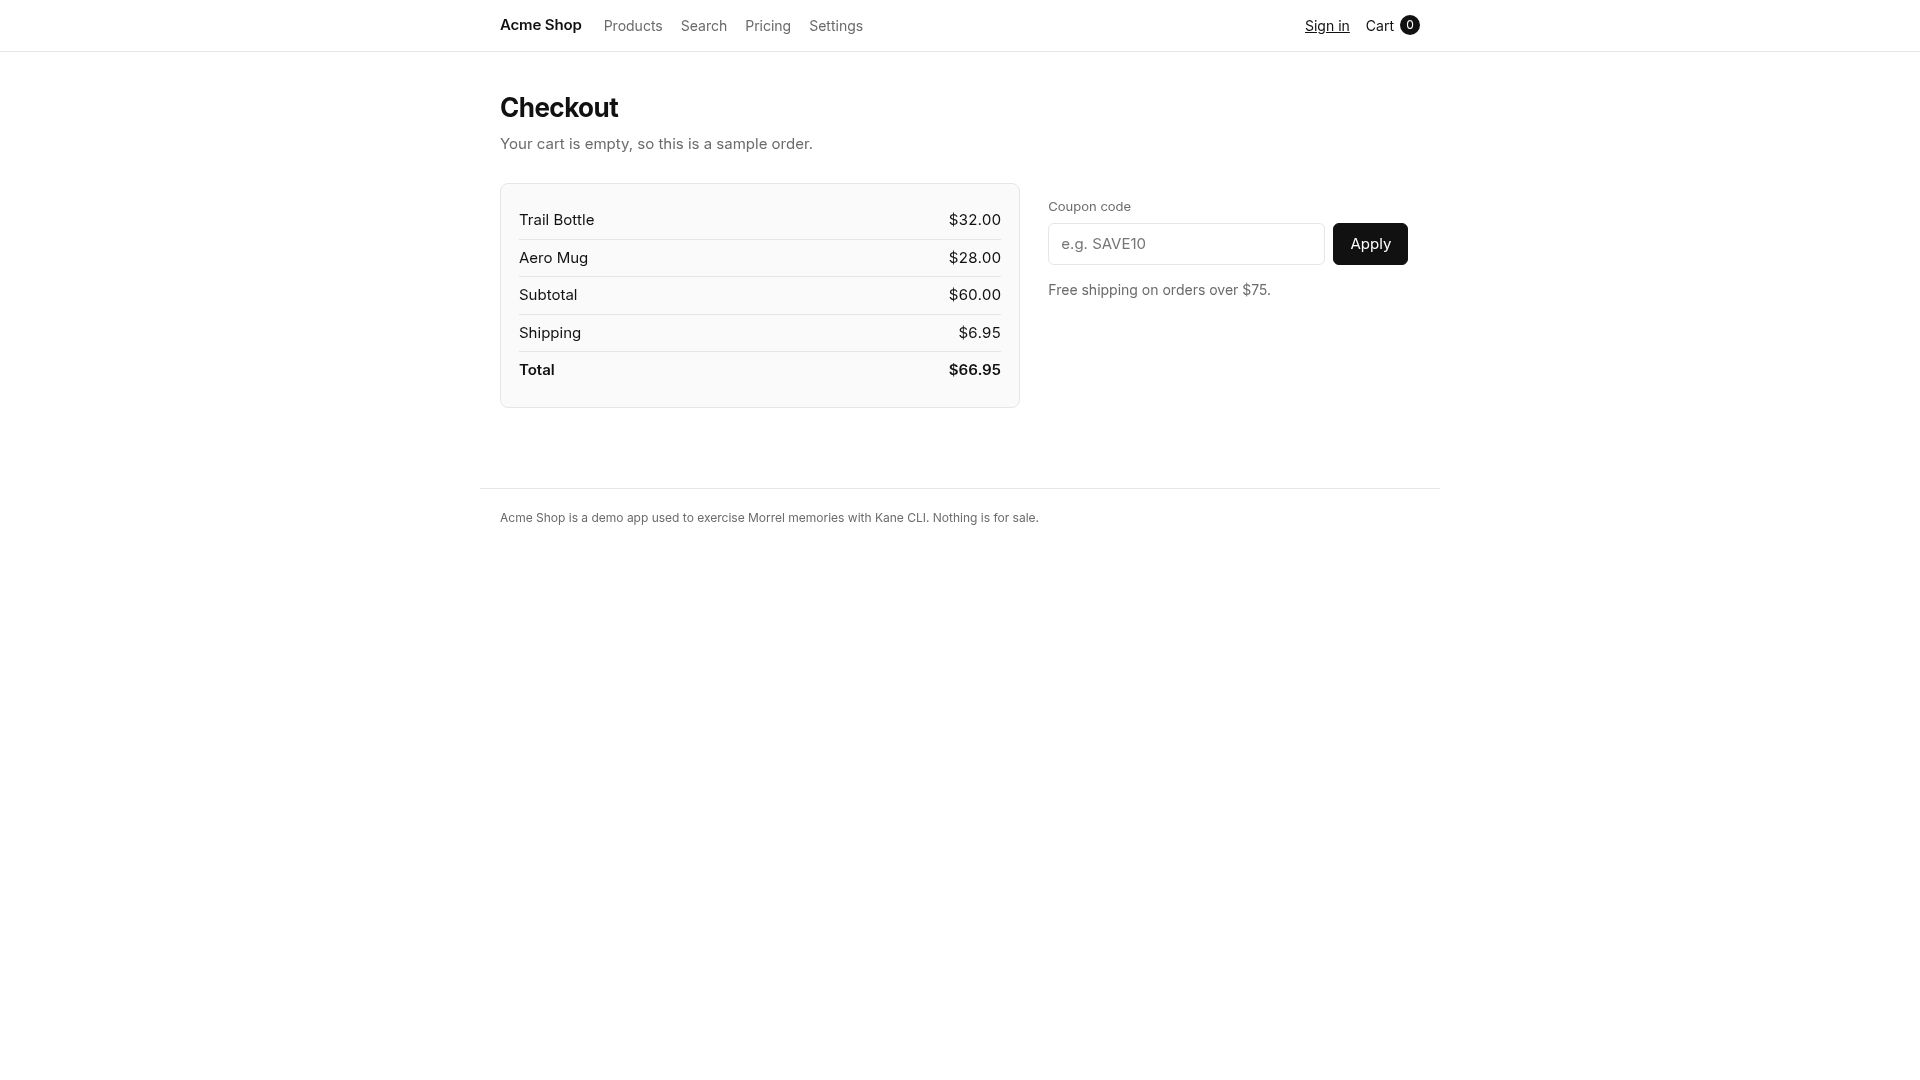 Acme Shop Products Search Pricing Settings Sign in Cart 0
Checkout
Your cart is empty, so this is a sample order.
Trail Bottle $32.00
Aero Mug $28.00
Subtotal $60.00
Shipping $6.95
Total $66.95
Coupon code
e.g. SAVE10 Apply
Free shipping on orders over $75.
Acme Shop is a demo app used to exercise Morrel memories with Kane CLI. Nothing is for sale.